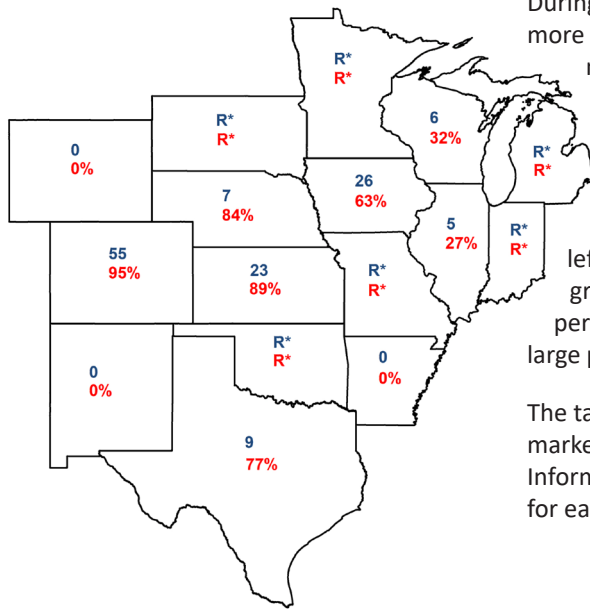 During
more
R*
R*
r
R*
R*
6
32%
0
0%
R*
R*
7
84%
26
63%
5
27%
R*
R*
55
95%
23
89%
R*
R*
lef
gr
per
large p
R*
R*
0
0%
0
0%
The ta
marke
Inform
for ea
9
77%